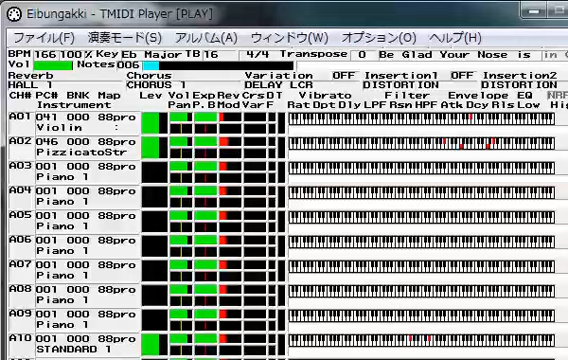 Eibungakki - TMIDI Player [PLAY]
ファイル(F) 演奏モード(S) アルバム(A) ウィンドウ(W) オプション(O) ヘルプ(H)
BPM 166 100% Key Eb Major TB 16 4/4 Transpose 0 Be Glad Your Nose is
Vol Notes 006
Reverb Chorus Variation OFF Insertion1 OFF Insertion2
HALL 1 CHORUS 1 DELAY LCR DISTORTION DISTORTION
CH# PC# BNK Map Lev Vol Exp Rev Crs DT Vibrato Filter Envelope EQ NRP
Instrument Pan P.B Mod Var F F Rat Dpt Dly LPF Rsn HPF Atk Dcy Rls Low Hi
A01 041 000 88pro
Violin :
A02 046 000 88pro
PizzicatoStr
A03 001 000 88pro
Piano 1
A04 001 000 88pro
Piano 1
A05 001 000 88pro
Piano 1
A06 001 000 88pro
Piano 1
A07 001 000 88pro
Piano 1
A08 001 000 88pro
Piano 1
A09 001 000 88pro
Piano 1
A10 001 000 88pro
STANDARD 1